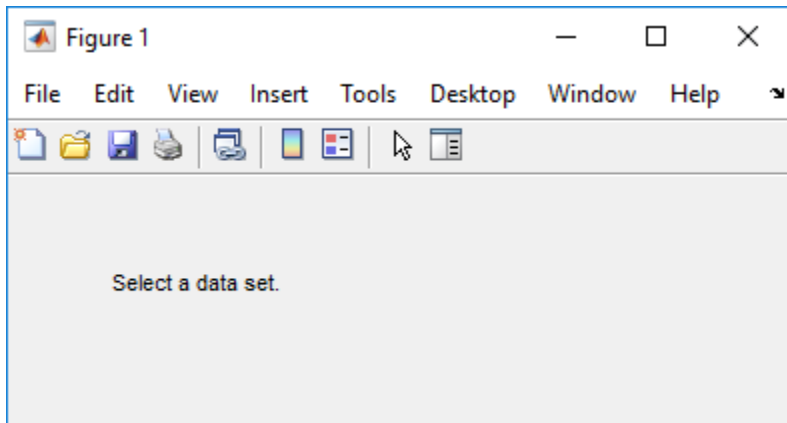 Figure 1
File Edit View Insert Tools Desktop Window Help
Select a data set.